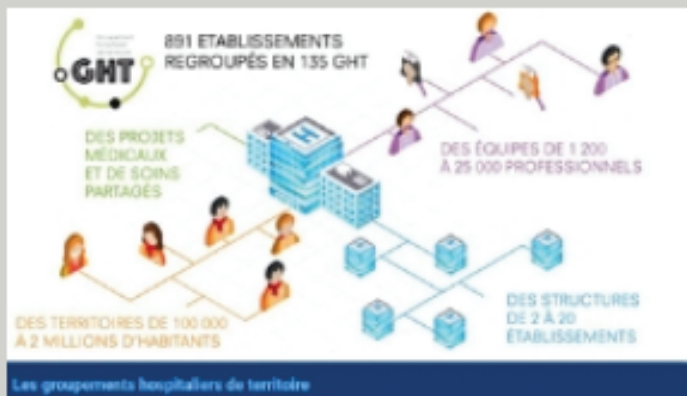 GHT
891 ETABLISSEMENTS
REGROUPÉS EN 135 GHT
DES PROJETS
MÉDICAUX
ET DE SOINS
PARTAGÉS
DES ÉQUIPES DE 1 200
À 25 000 PROFESSIONNELS
DES TERRITOIRES DE 100 000
À 2 MILLIONS D'HABITANTS
DES STRUCTURES
DE 2 À 20
ÉTABLISSEMENTS
Les groupements hospitaliers de territoire